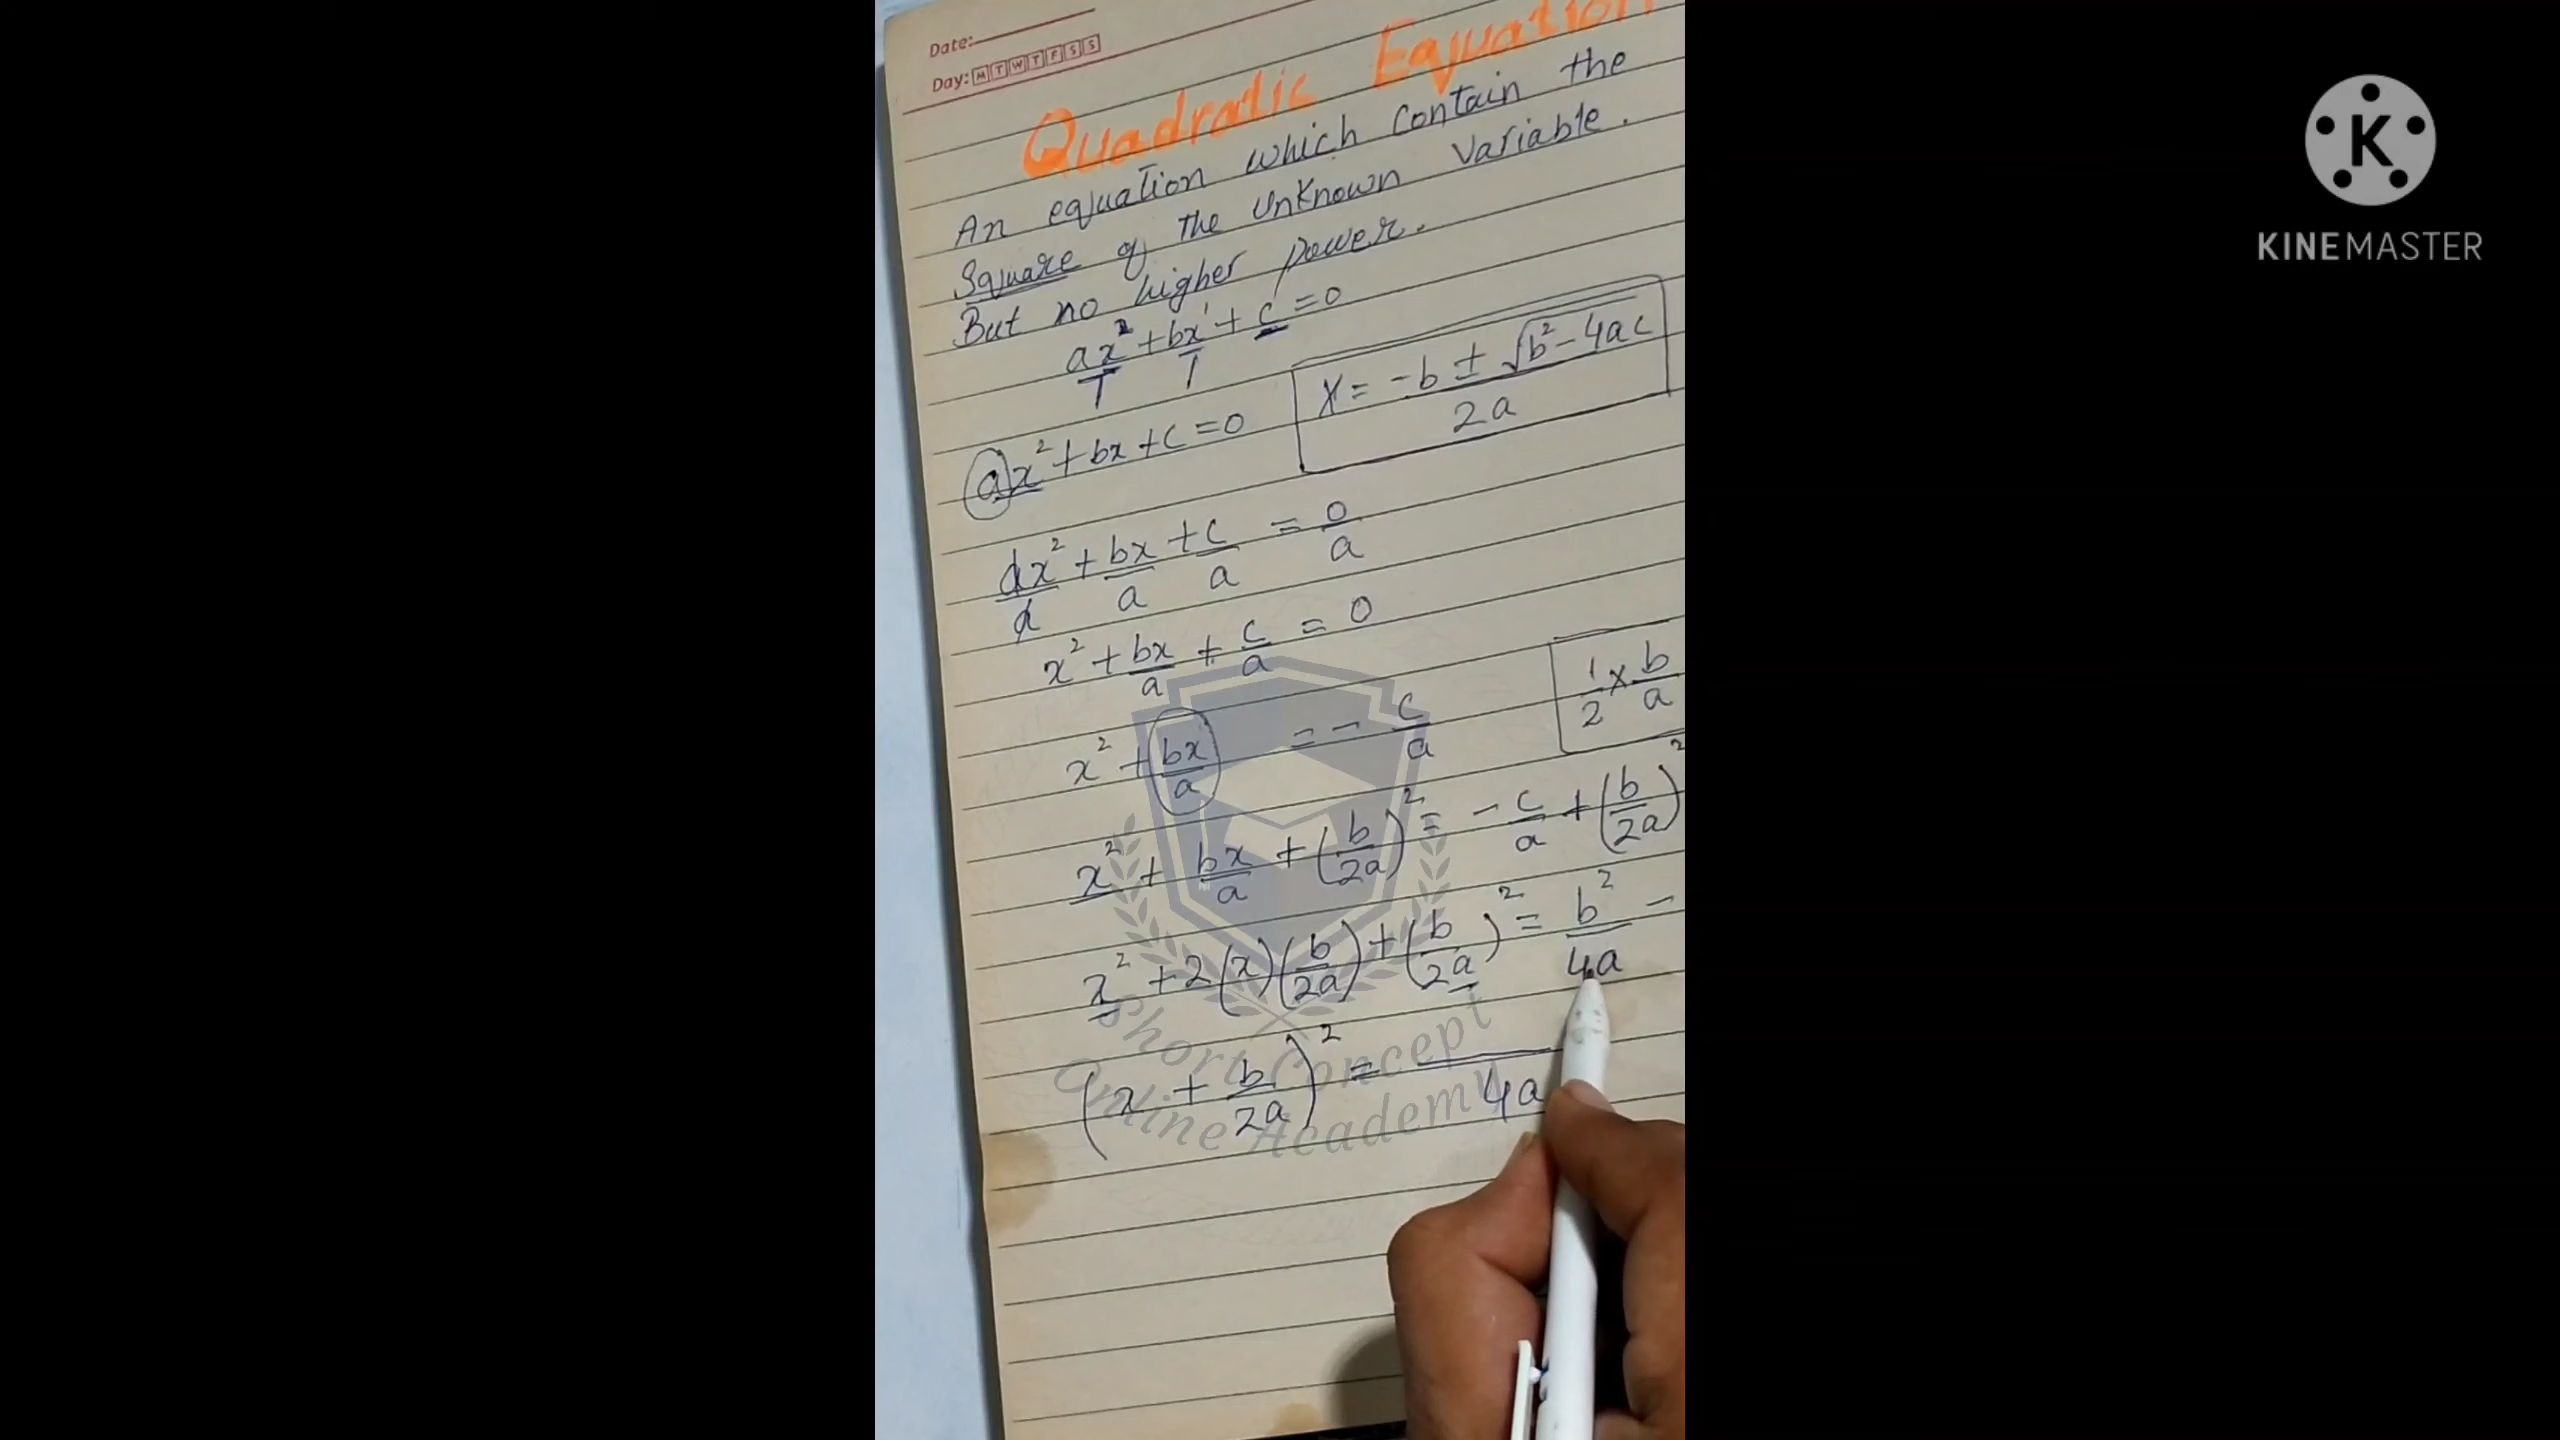 Date:
Day: M T W T F S S
Quadratic Equation
An equation which contain the
Square of the unknown variable.
But no higher power.
ax² + bx¹ + c = 0
x = -b ± √b² - 4ac / 2a
ax² + bx + c = 0
ax²/a + bx/a + c/a = 0/a
x² + bx/a + c/a = 0
1/2 × b/a
x² + bx/a = - c/a
x² + bx/a + (b/2a)² = - c/a + (b/2a)²
x² + 2(x)(b/2a) + (b/2a)² = b²/4a -
(x + b/2a)² = /4a
Short Concept
Online Academy
K
KINEMASTER